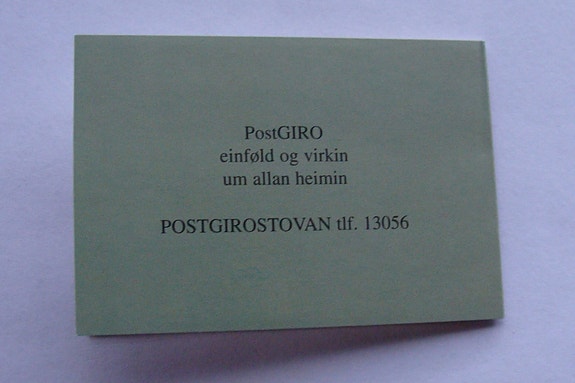 PostGIRO
einføld og virkin
um allan heimin
POSTGIROSTOVAN tlf. 13056